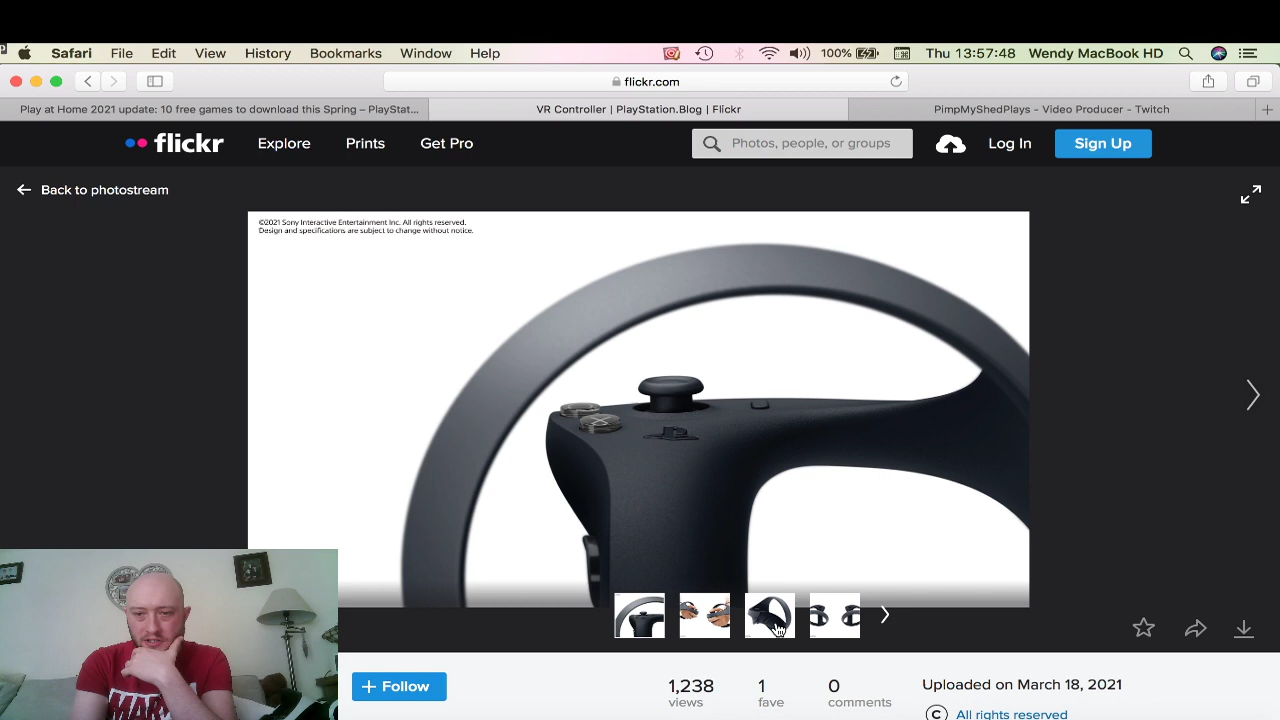 Safari File Edit View History Bookmarks Window Help 100% Thu 13:57:48 Wendy MacBook HD
flickr.com
Play at Home 2021 update: 10 free games to download this Spring – PlayStat... VR Controller | PlayStation.Blog | Flickr PimpMyShedPlays - Video Producer - Twitch
flickr Explore Prints Get Pro Photos, people, or groups Log In Sign Up
Back to photostream
©2021 Sony Interactive Entertainment Inc. All rights reserved.
Design and specifications are subject to change without notice.
+ Follow
1,238
views
1
fave
0
comments
Uploaded on March 18, 2021
© All rights reserved